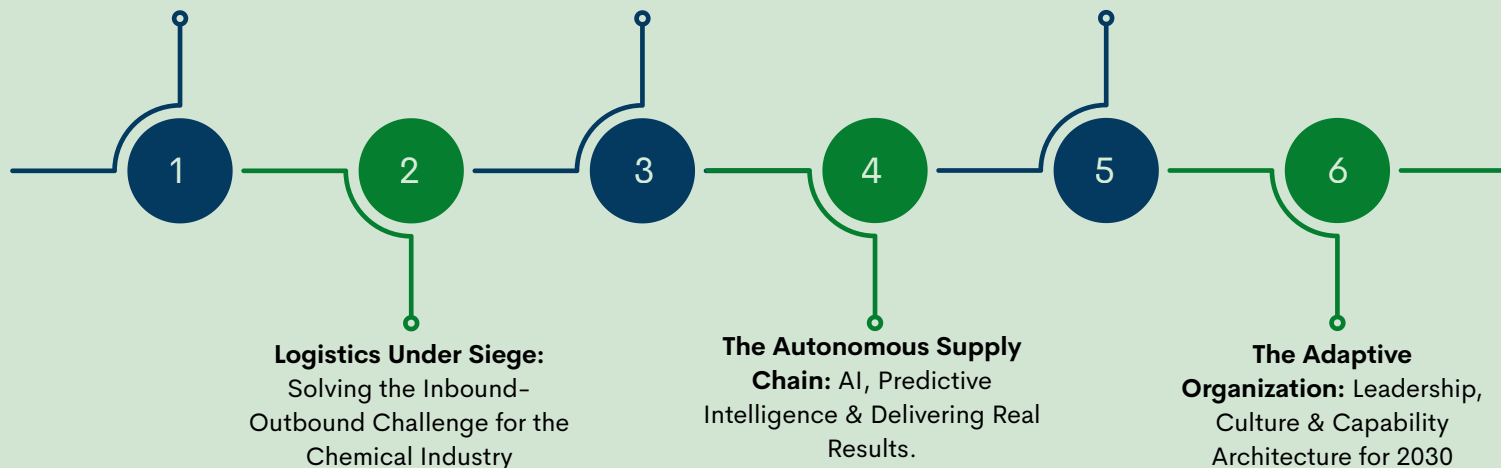 1
2
3
4
5
6
Logistics Under Siege:
Solving the Inbound-
Outbound Challenge for the
Chemical Industry
The Autonomous Supply
Chain: AI, Predictive
Intelligence & Delivering Real
Results.
The Adaptive
Organization: Leadership,
Culture & Capability
Architecture for 2030